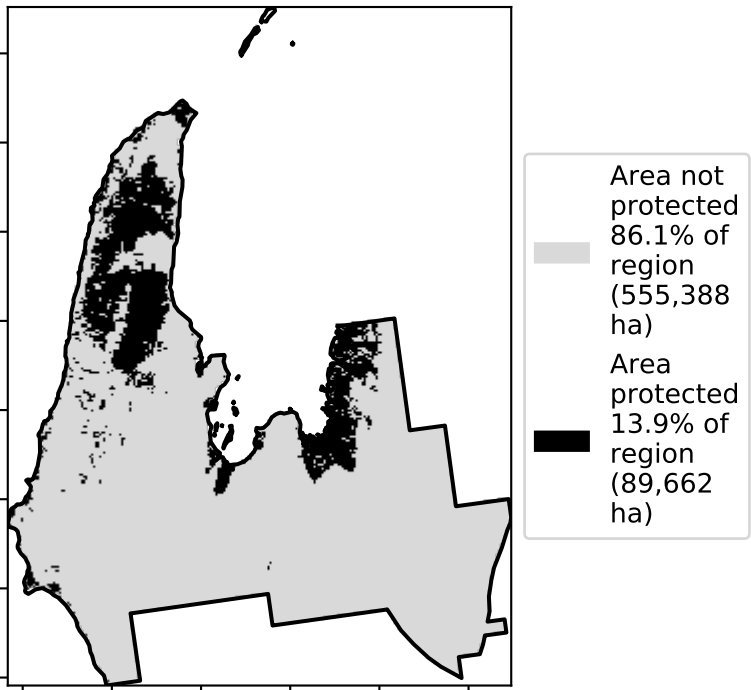 Area not
protected
86.1% of
region
(555,388
ha)
Area
protected
13.9% of
region
(89,662
ha)